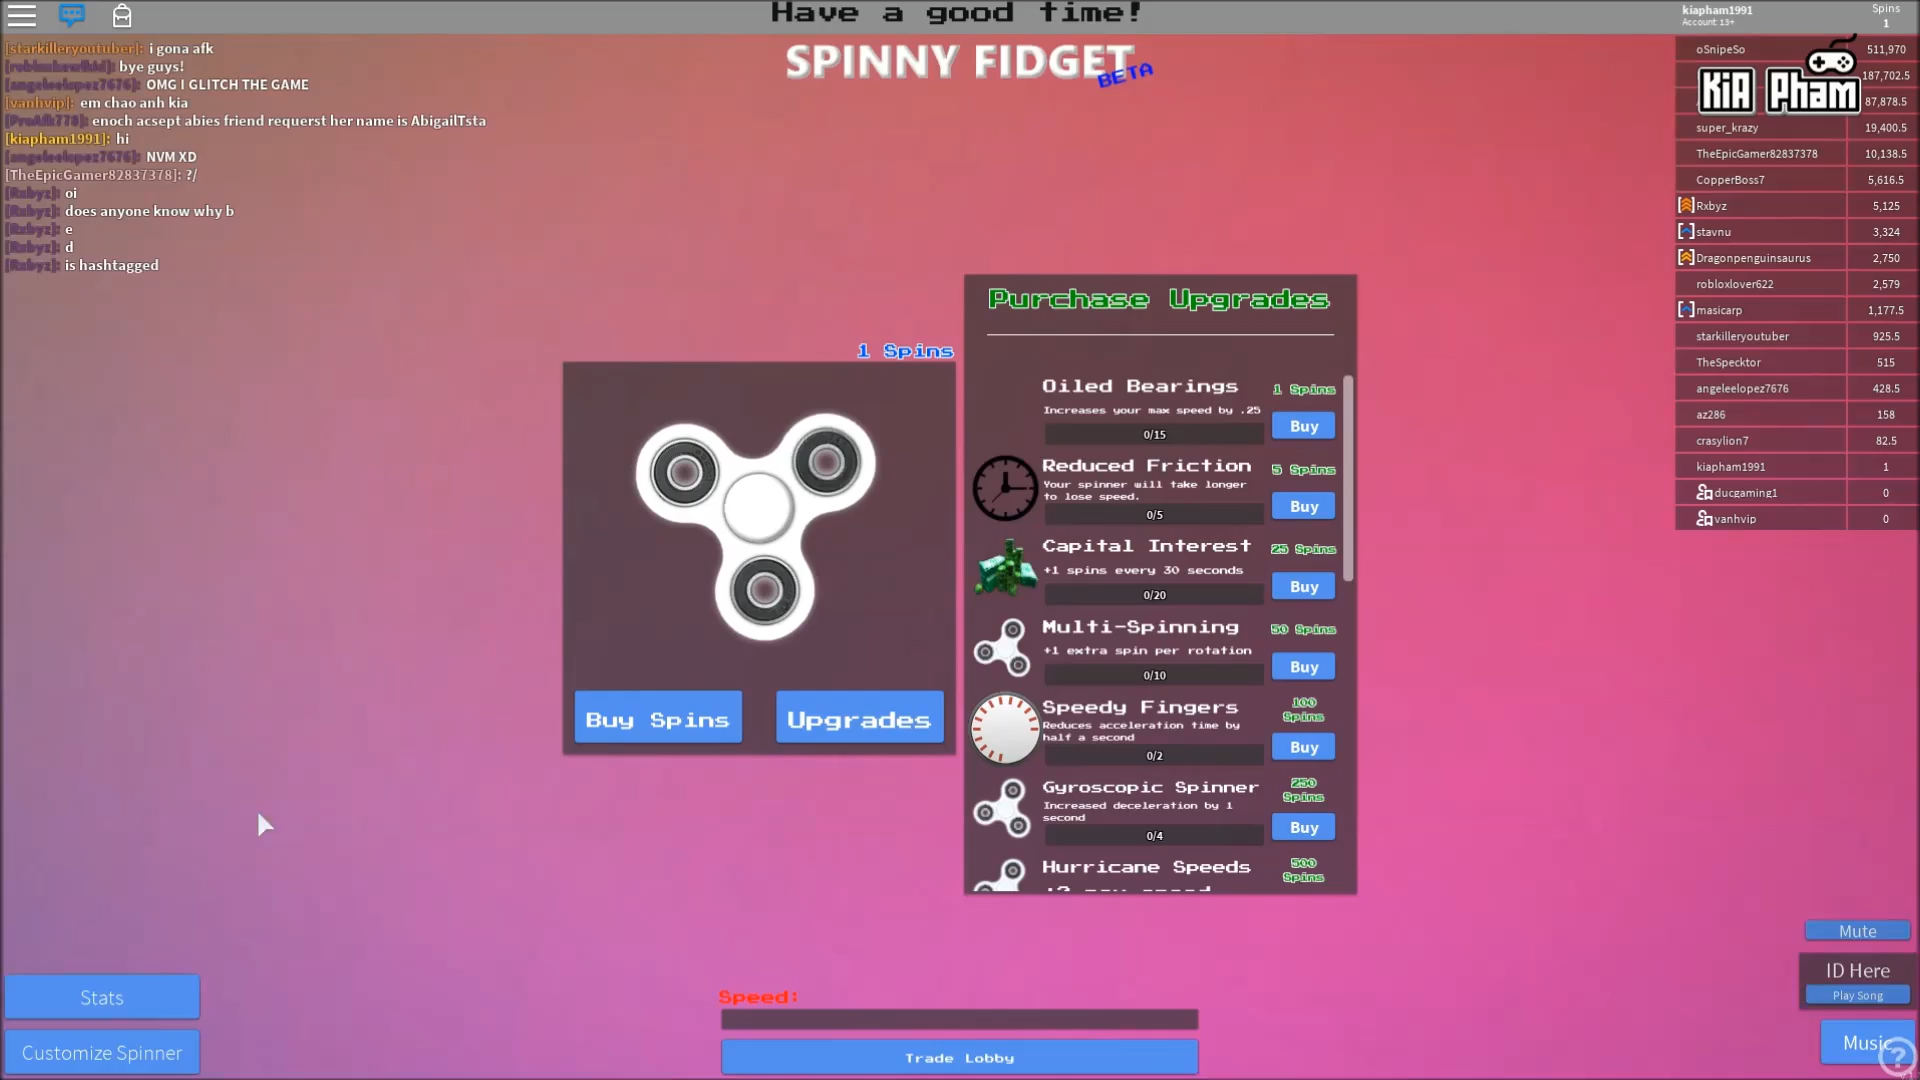 Have a good time!
kiapham1991
Account: 13+
Spins
1
SPINNY FIDGET
BETA
[starkilleryoutuber]: i gona afk
bye guys!
[angeleelopez7676]: OMG I GLITCH THE GAME
[vanhvip]: em chao anh kia
[ProAfk778]: enoch acsept abies friend requerst her name is AbigailTsta
[kiapham1991]: hi
[angeleelopez7676]: NVM XD
[TheEpicGamer82837378]: ?/
[Rxbyz]: oi
[Rxbyz]: does anyone know why b
[Rxbyz]: e
[Rxbyz]: d
[Rxbyz]: is hashtagged
oSnipeSo 511,970
187,702.5
KiA Pham
87,878.5
super_krazy 19,400.5
TheEpicGamer82837378 10,138.5
CopperBoss7 5,616.5
Rxbyz 5,125
stavnu 3,324
Dragonpenguinsaurus 2,750
robloxlover622 2,579
masicarp 1,177.5
starkilleryoutuber 925.5
TheSpecktor 515
angeleelopez7676 428.5
az286 158
crasylion7 82.5
kiapham1991 1
ducgaming1 0
vanhvip 0
1 Spins
Buy Spins
Upgrades
Purchase Upgrades
Oiled Bearings
1 Spins
Increases your max speed by .25
0/15
Buy
Reduced Friction
5 Spins
Your spinner will take longer
to lose speed.
0/5
Buy
Capital Interest
25 Spins
+1 spins every 30 seconds
0/20
Buy
Multi-Spinning
50 Spins
+1 extra spin per rotation
0/10
Buy
Speedy Fingers
100
Spins
Reduces acceleration time by
half a second
0/2
Buy
Gyroscopic Spinner
250
Spins
Increased deceleration by 1
second
0/4
Buy
Hurricane Speeds
500
Spins
Speed:
Trade Lobby
Stats
Customize Spinner
Mute
ID Here
Play Song
Music
?